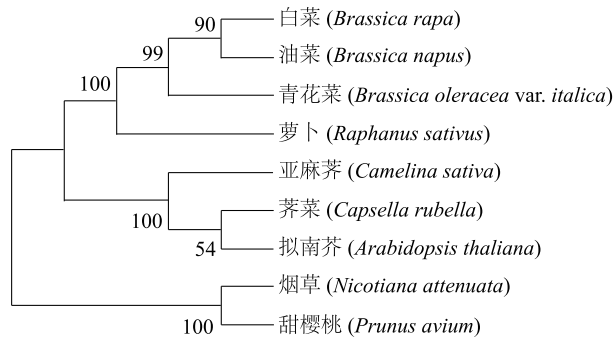 90
白菜 (Brassica rapa)
99
油菜 (Brassica napus)
100
青花菜 (Brassica oleracea var. italica)
萝卜 (Raphanus sativus)
亚麻荠 (Camelina sativa)
100
荠菜 (Capsella rubella)
54
拟南芥 (Arabidopsis thaliana)
烟草 (Nicotiana attenuata)
100
甜樱桃 (Prunus avium)